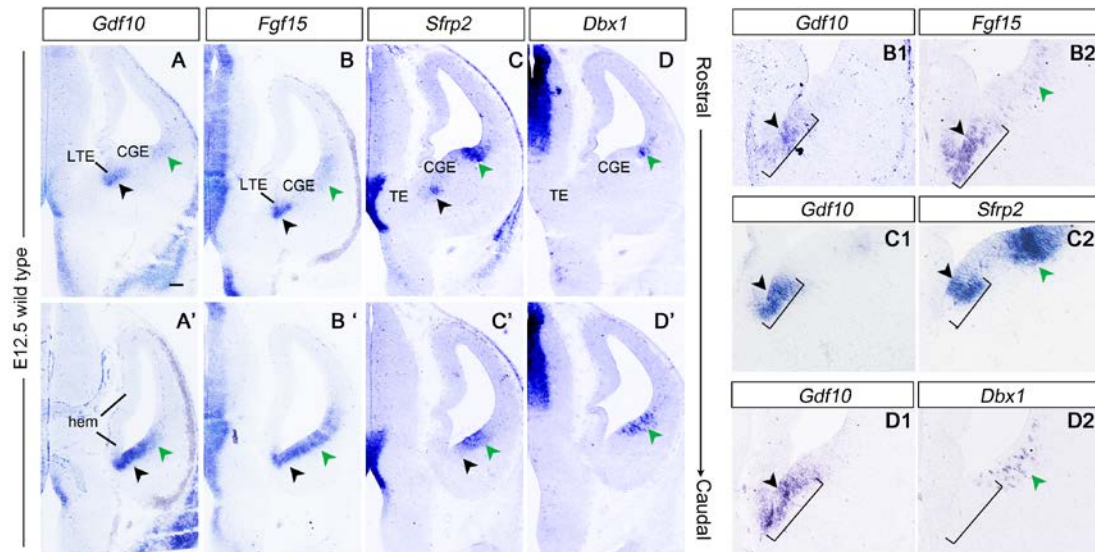 Gdf10 Fgf15 Sfrp2 Dbx1
A B C D
LTE CGE LTE CGE CGE TE CGE TE
E12.5 wild type
A’ B ‘ C’ D’
hem
Rostral
Caudal
Gdf10 Fgf15
B1 B2
Gdf10 Sfrp2
C1 C2
Gdf10 Dbx1
D1 D2